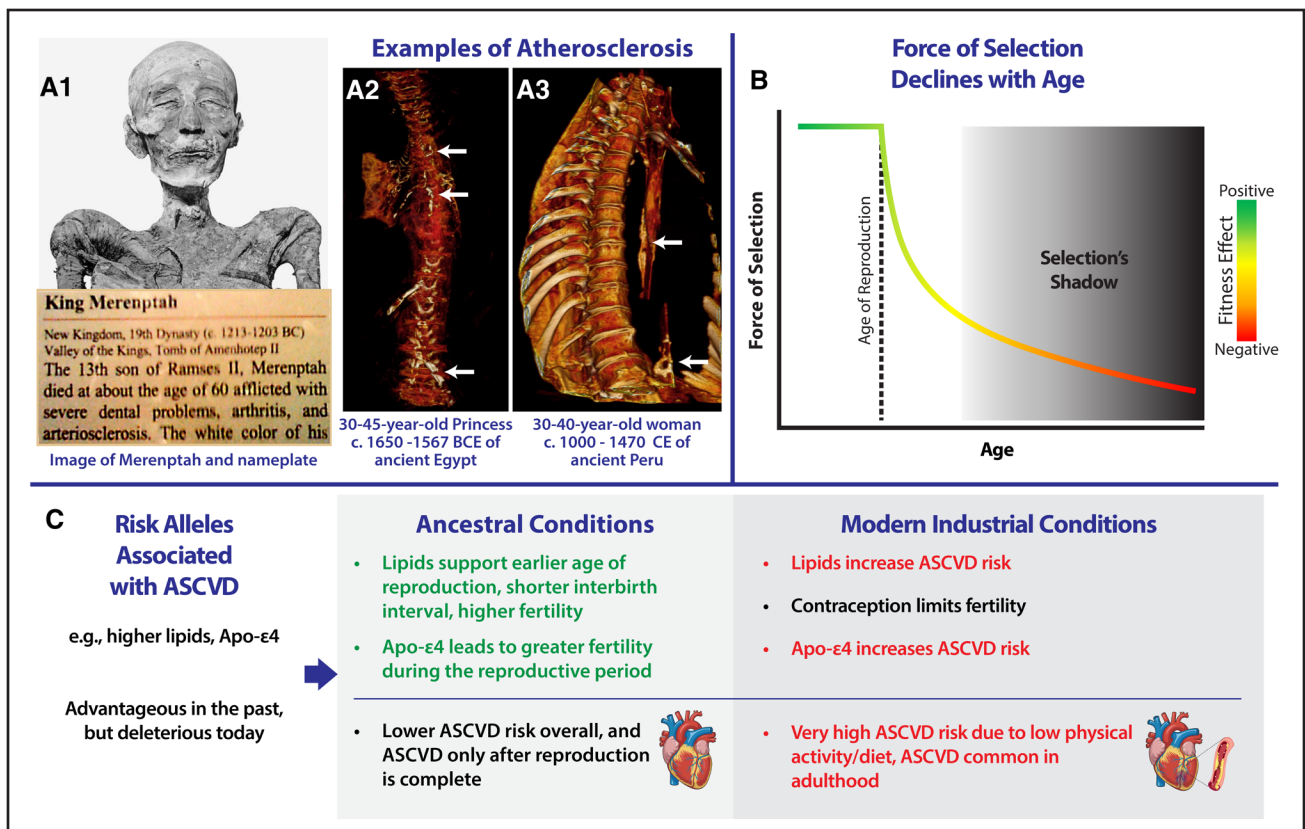 A1
Examples of Atherosclerosis
A2
A3
King Merenptah
New Kingdom, 19th Dynasty (c. 1213-1203 BC)
Valley of the Kings, Tomb of Amenhotep II
The 13th son of Ramses II, Merenptah
died at about the age of 60 afflicted with
severe dental problems, arthritis, and
arteriosclerosis. The white color of his
Image of Merenptah and nameplate
30-45-year-old Princess
c. 1650 -1567 BCE of
ancient Egypt
30-40-year-old woman
c. 1000 - 1470 CE of
ancient Peru
B
Force of Selection
Declines with Age
Force of Selection
Age of Reproduction
Selection's
Shadow
Age
Positive
Fitness Effect
Negative
C
Risk Alleles
Associated
with ASCVD
e.g., higher lipids, Apo-ε4
Advantageous in the past,
but deleterious today
Ancestral Conditions
• Lipids support earlier age of
reproduction, shorter interbirth
interval, higher fertility
• Apo-ε4 leads to greater fertility
during the reproductive period
• Lower ASCVD risk overall, and
ASCVD only after reproduction
is complete
Modern Industrial Conditions
• Lipids increase ASCVD risk
• Contraception limits fertility
• Apo-ε4 increases ASCVD risk
• Very high ASCVD risk due to low physical
activity/diet, ASCVD common in
adulthood